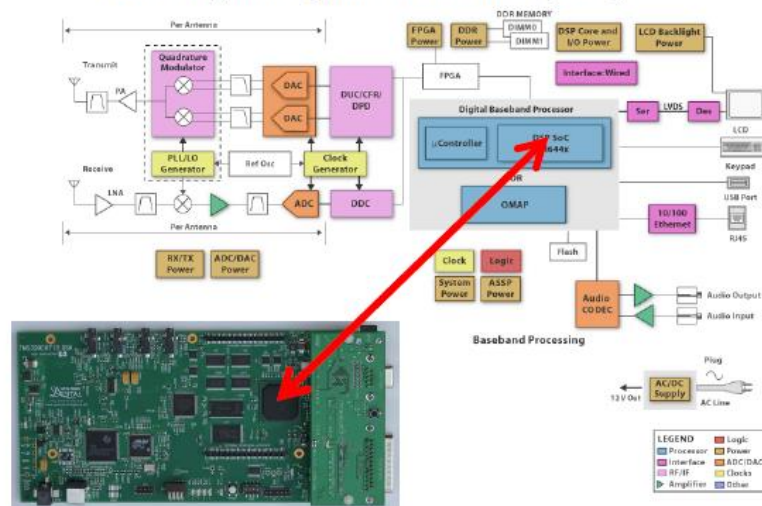 Per Antenna
Transmit
Quadrature
Modulator
PA
DAC
DAC
DUC/CFR/
DPD
PLL/LO
Generator
Ref Osc
Clock
Generator
Receive
LNA
ADC
DDC
Per Antenna
RX/TX
Power
ADC/DAC
Power
FPGA
Power
DDR
Power
DDR MEMORY
DIMM0
DIMM1
DSP Core and
I/O Power
LCD Backlight
Power
FPGA
Interface: Wired
Digital Baseband Processor
µController
DSP SoC
644x
OR
OMAP
Ser
LVDS
Des
LCD
Keypad
USB Port
10/100
Ethernet
RJ45
Flash
Clock
Logic
System
Power
ASSP
Power
Audio
CODEC
Audio Output
Audio Input
Baseband Processing
Plug
12 V Out
AC/DC
Supply
AC Line
LEGEND
Processor
Interface
RF/IF
Amplifier
Logic
Power
ADC/DAC
Clocks
Other
DIGITAL